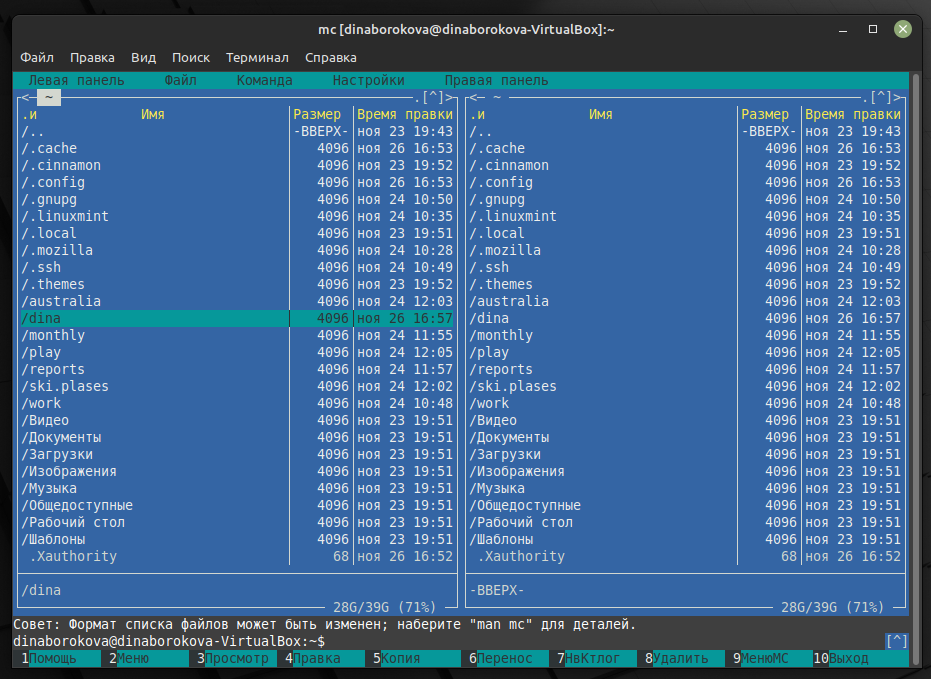 mc [dinaborokova@dinaborokova-VirtualBox]:~
Файл Правка Вид Поиск Терминал Справка
Левая панель Файл Команда Настройки Правая панель
<─ ~ .[^]> <─ ~ .[^]>
.и Имя Размер Время правки .и Имя Размер Время правки
/.. -ВВЕРХ- ноя 23 19:43 /.. -ВВЕРХ- ноя 23 19:43
/.cache 4096 ноя 26 16:53 /.cache 4096 ноя 26 16:53
/.cinnamon 4096 ноя 23 19:52 /.cinnamon 4096 ноя 23 19:52
/.config 4096 ноя 26 16:53 /.config 4096 ноя 26 16:53
/.gnupg 4096 ноя 24 10:50 /.gnupg 4096 ноя 24 10:50
/.linuxmint 4096 ноя 24 10:35 /.linuxmint 4096 ноя 24 10:35
/.local 4096 ноя 23 19:51 /.local 4096 ноя 23 19:51
/.mozilla 4096 ноя 24 10:28 /.mozilla 4096 ноя 24 10:28
/.ssh 4096 ноя 24 10:49 /.ssh 4096 ноя 24 10:49
/.themes 4096 ноя 23 19:52 /.themes 4096 ноя 23 19:52
/australia 4096 ноя 24 12:03 /australia 4096 ноя 24 12:03
/dina 4096 ноя 26 16:57 /dina 4096 ноя 26 16:57
/monthly 4096 ноя 24 11:55 /monthly 4096 ноя 24 11:55
/play 4096 ноя 24 12:05 /play 4096 ноя 24 12:05
/reports 4096 ноя 24 11:57 /reports 4096 ноя 24 11:57
/ski.plases 4096 ноя 24 12:02 /ski.plases 4096 ноя 24 12:02
/work 4096 ноя 24 10:48 /work 4096 ноя 24 10:48
/Видео 4096 ноя 23 19:51 /Видео 4096 ноя 23 19:51
/Документы 4096 ноя 23 19:51 /Документы 4096 ноя 23 19:51
/Загрузки 4096 ноя 23 19:51 /Загрузки 4096 ноя 23 19:51
/Изображения 4096 ноя 23 19:51 /Изображения 4096 ноя 23 19:51
/Музыка 4096 ноя 23 19:51 /Музыка 4096 ноя 23 19:51
/Общедоступные 4096 ноя 23 19:51 /Общедоступные 4096 ноя 23 19:51
/Рабочий стол 4096 ноя 23 19:51 /Рабочий стол 4096 ноя 23 19:51
/Шаблоны 4096 ноя 23 19:51 /Шаблоны 4096 ноя 23 19:51
.Xauthority 68 ноя 26 16:52 .Xauthority 68 ноя 26 16:52
/dina -ВВЕРХ-
28G/39G (71%) 28G/39G (71%)
Совет: Формат списка файлов может быть изменен; наберите "man mc" для деталей.
dinaborokova@dinaborokova-VirtualBox:~$ [^]
1Помощь 2Меню 3Просмотр 4Правка 5Копия 6Перенос 7НвКтлог 8Удалить 9МенюMC 10Выход